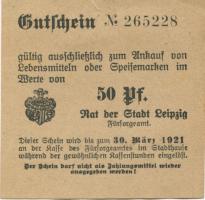 Gutschein № 265228
gültig ausschließlich zum Ankauf von
Lebensmitteln oder Speisemarken im
Werte von
50 Pf.
Rat der Stadt Leipzig
Fürsorgeamt.
Dieser Schein wird bis zum 30. März 1921
an der Kasse des Fürsorgeamtes im Stadthause
während der gewöhnlichen Kassenstunden eingelöst.
Der Schein darf nicht als Zahlungsmittel wieder
ausgegeben werden!